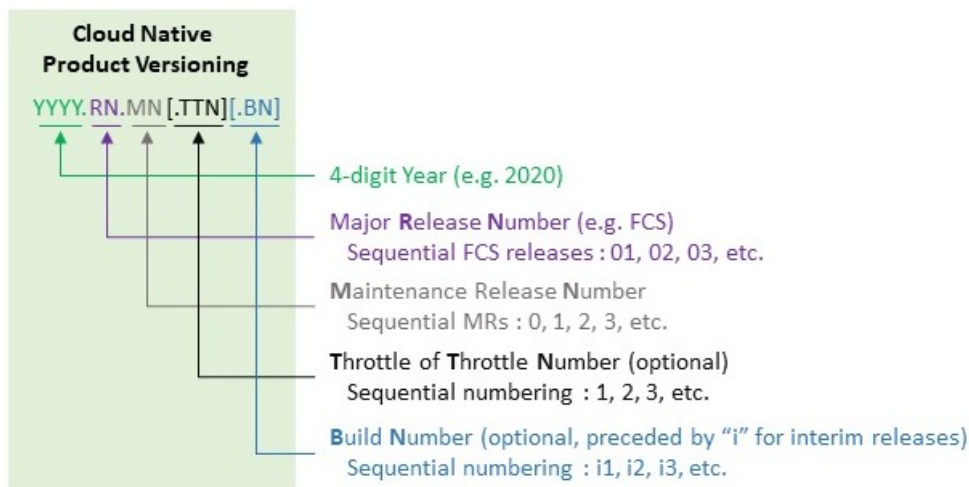 Cloud Native
Product Versioning
YYYY.RN.MN[.TTN][.BN]
4-digit Year (e.g. 2020)
Major Release Number (e.g. FCS)
Sequential FCS releases : 01, 02, 03, etc.
Maintenance Release Number
Sequential MRs : 0, 1, 2, 3, etc.
Throttle of Throttle Number (optional)
Sequential numbering : 1, 2, 3, etc.
Build Number (optional, preceded by “i” for interim releases)
Sequential numbering : i1, i2, i3, etc.